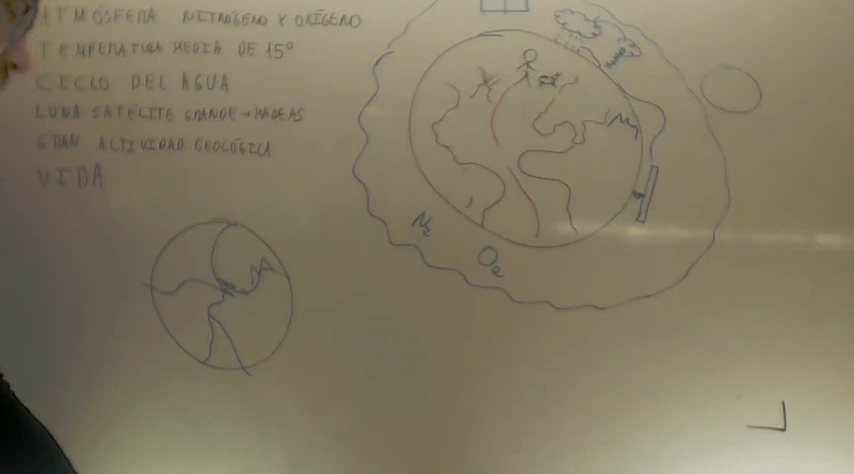 ATMÓSFERA NITRÓGENO Y OXÍGENO
TEMPERATURA MEDIA DE 15°
CICLO DEL AGUA
LUNA SATÉLITE GRANDE → MAREAS
GRAN ACTIVIDAD GEOLÓGICA
VIDA
N₂
O₂